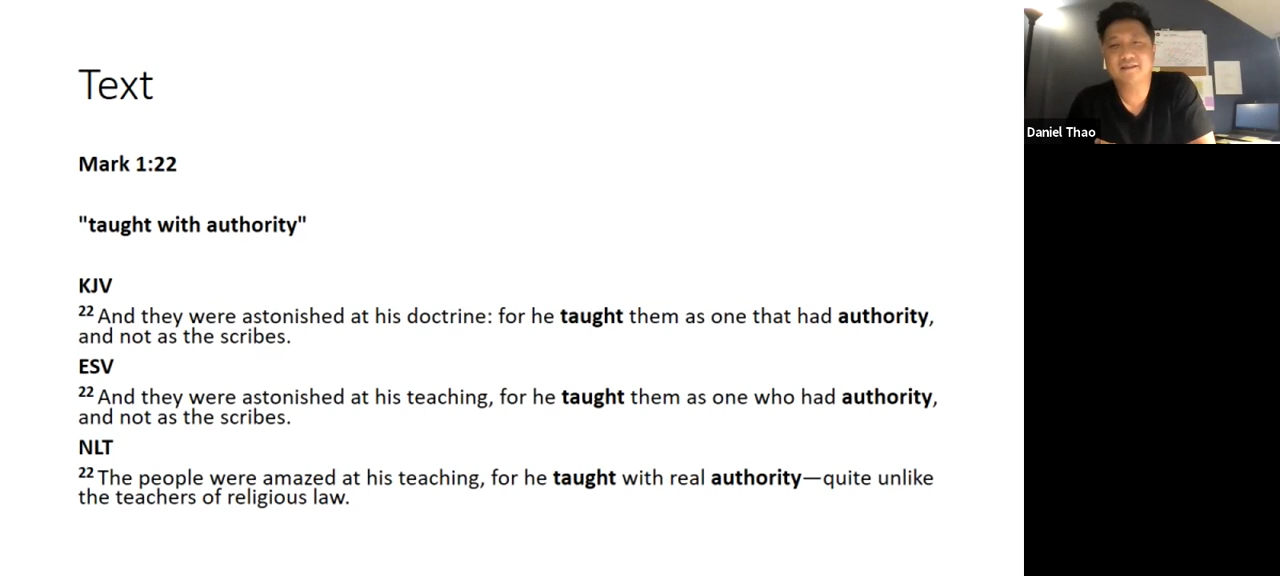 Text
Mark 1:22
"taught with authority"
KJV
22 And they were astonished at his doctrine: for he taught them as one that had authority,
and not as the scribes.
ESV
22 And they were astonished at his teaching, for he taught them as one who had authority,
and not as the scribes.
NLT
22 The people were amazed at his teaching, for he taught with real authority—quite unlike
the teachers of religious law.
Daniel Thao